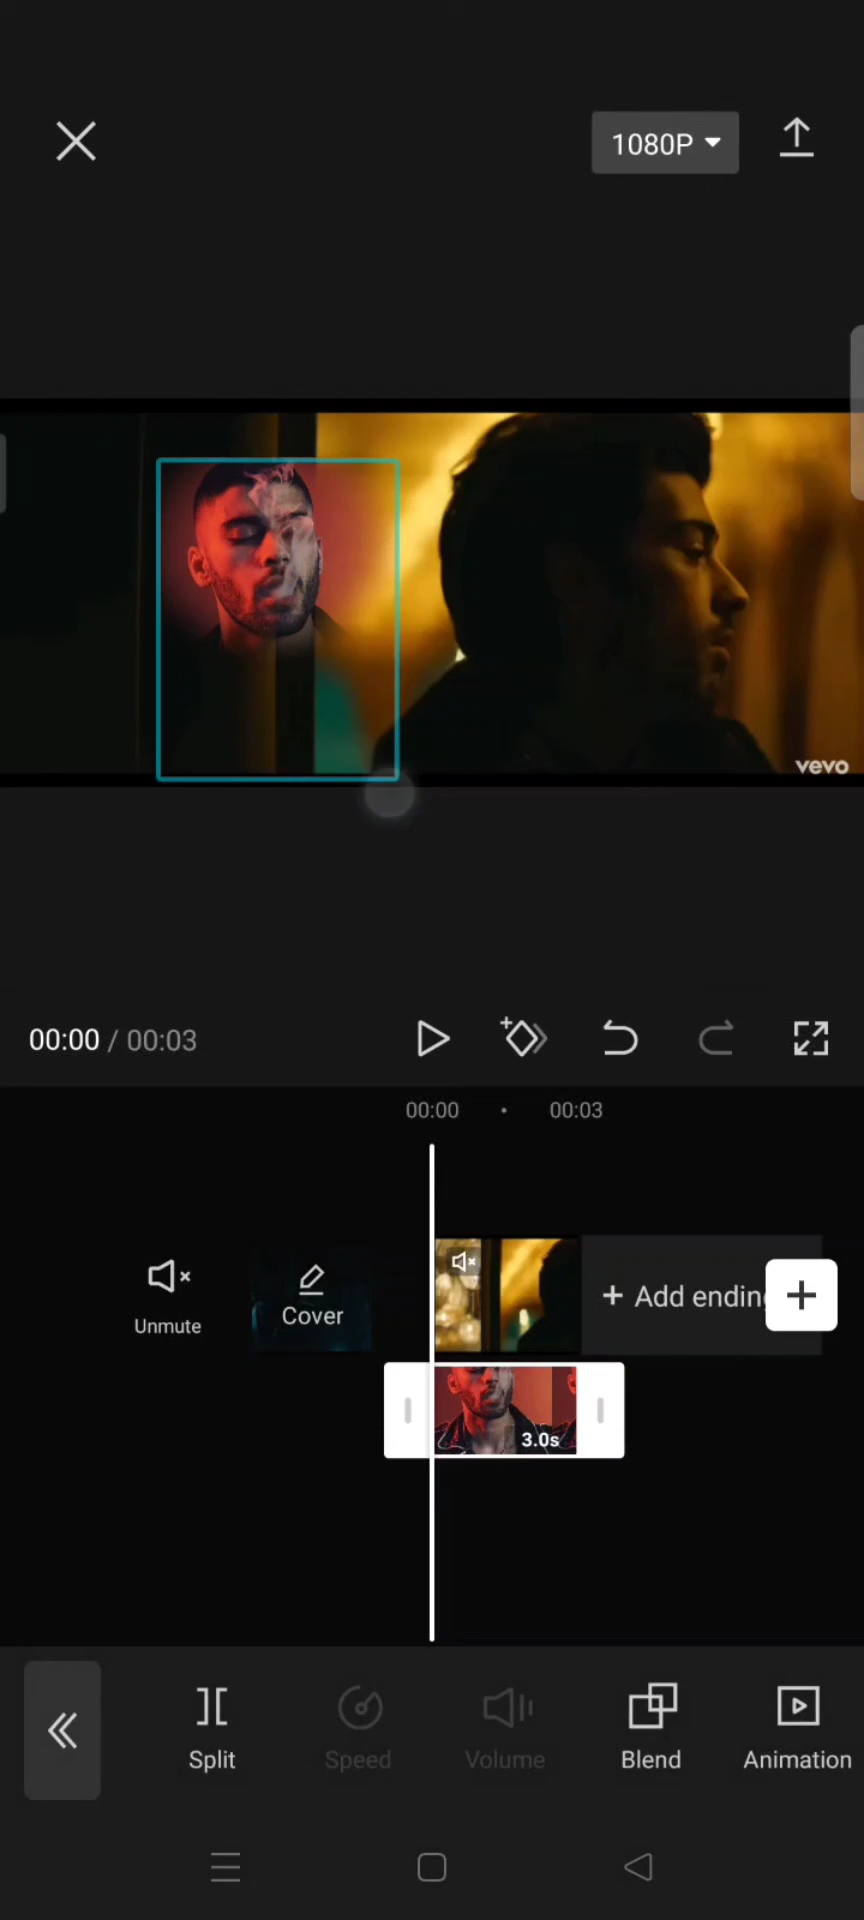 1080P
vevo
00:00 / 00:03
00:00 • 00:03
Unmute
Cover
+ Add ending
3.0s
Split
Speed
Volume
Blend
Animation